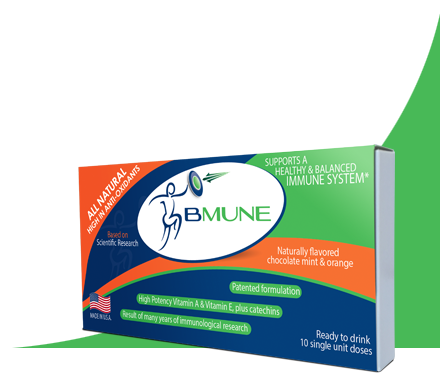 ALL NATURAL
HIGH IN ANTI-OXIDANTS
SUPPORTS A
HEALTHY & BALANCED
IMMUNE SYSTEM*
BMUNE
Based on
Scientific Research
Naturally flavored
chocolate mint & orange
Patented formulation
High Potency Vitamin A & Vitamin E, plus catechins
Result of many years of immunological research
MADE IN U.S.A.
Ready to drink
10 single unit doses